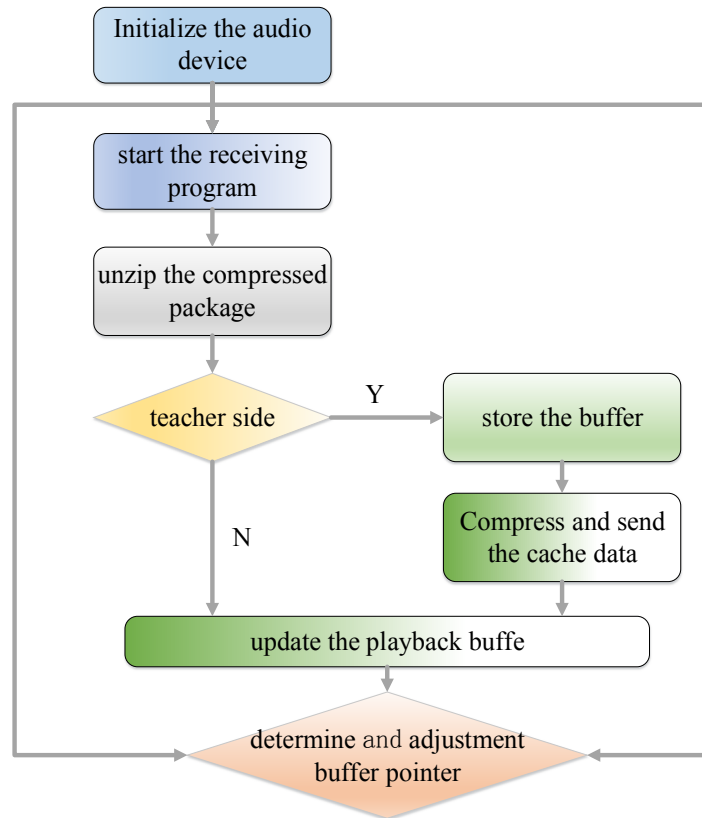 Initialize the audio
device
start the receiving
program
unzip the compressed
package
teacher side
Y
store the buffer
N
Compress and send
the cache data
update the playback buffe
determine and adjustment
buffer pointer